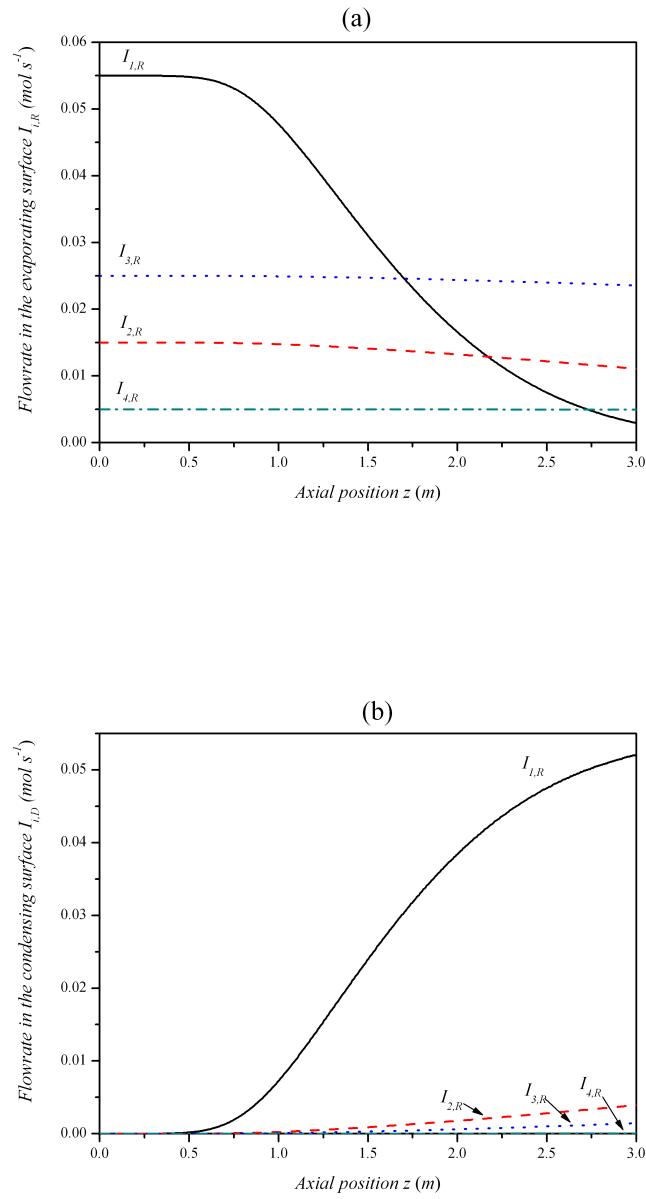 (a)
Flowrate in the evaporating surface I_{i,R} (mol s^{-1})
0.06
0.05
0.04
0.03
0.02
0.01
0.00
I_{1,R}
I_{3,R}
I_{2,R}
I_{4,R}
0.0 0.5 1.0 1.5 2.0 2.5 3.0
Axial position z (m)
(b)
Flowrate in the condensing surface I_{i,D} (mol s^{-1})
0.05
0.04
0.03
0.02
0.01
0.00
I_{1,R}
I_{2,R}
I_{3,R}
I_{4,R}
0.0 0.5 1.0 1.5 2.0 2.5 3.0
Axial position z (m)